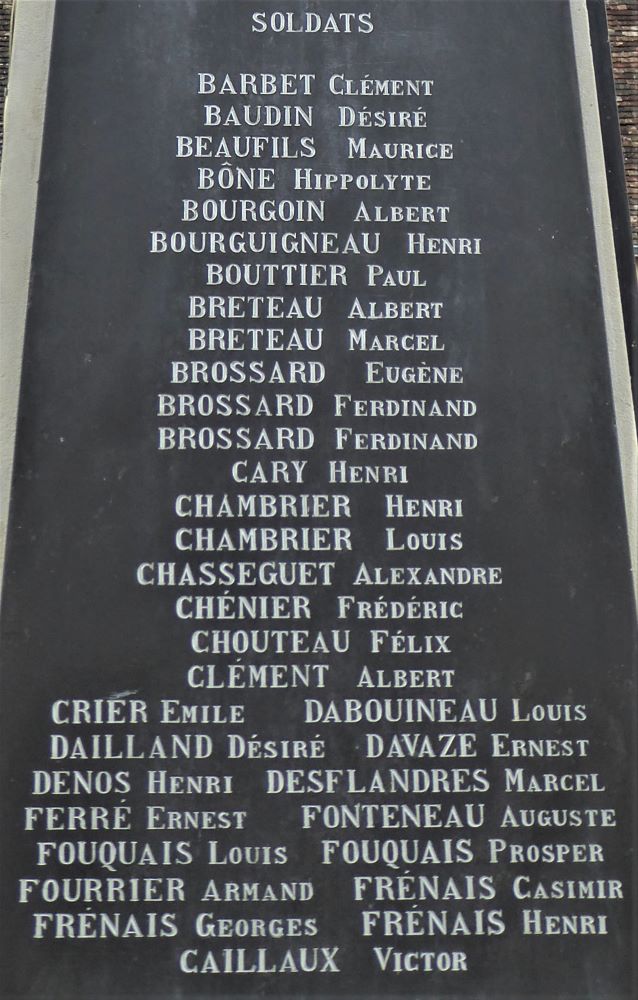 SOLDATS
BARBET CLÉMENT
BAUDIN DÉSIRÉ
BEAUFILS MAURICE
BÔNE HIPPOLYTE
BOURGOIN ALBERT
BOURGUIGNEAU HENRI
BOUTTIER PAUL
BRETEAU ALBERT
BRETEAU MARCEL
BROSSARD EUGÈNE
BROSSARD FERDINAND
BROSSARD FERDINAND
CARY HENRI
CHAMBRIER HENRI
CHAMBRIER LOUIS
CHASSEGUET ALEXANDRE
CHÉNIER FRÉDÉRIC
CHOUTEAU FÉLIX
CLÉMENT ALBERT
CRIER EMILE DABOUINEAU LOUIS
DAILLAND DÉSIRÉ DAVAZE ERNEST
DENOS HENRI DESFLANDRES MARCEL
FERRÉ ERNEST FONTENEAU AUGUSTE
FOUQUAIS LOUIS FOUQUAIS PROSPER
FOURRIER ARMAND FRÉNAIS CASIMIR
FRÉNAIS GEORGES FRÉNAIS HENRI
CAILLAUX VICTOR